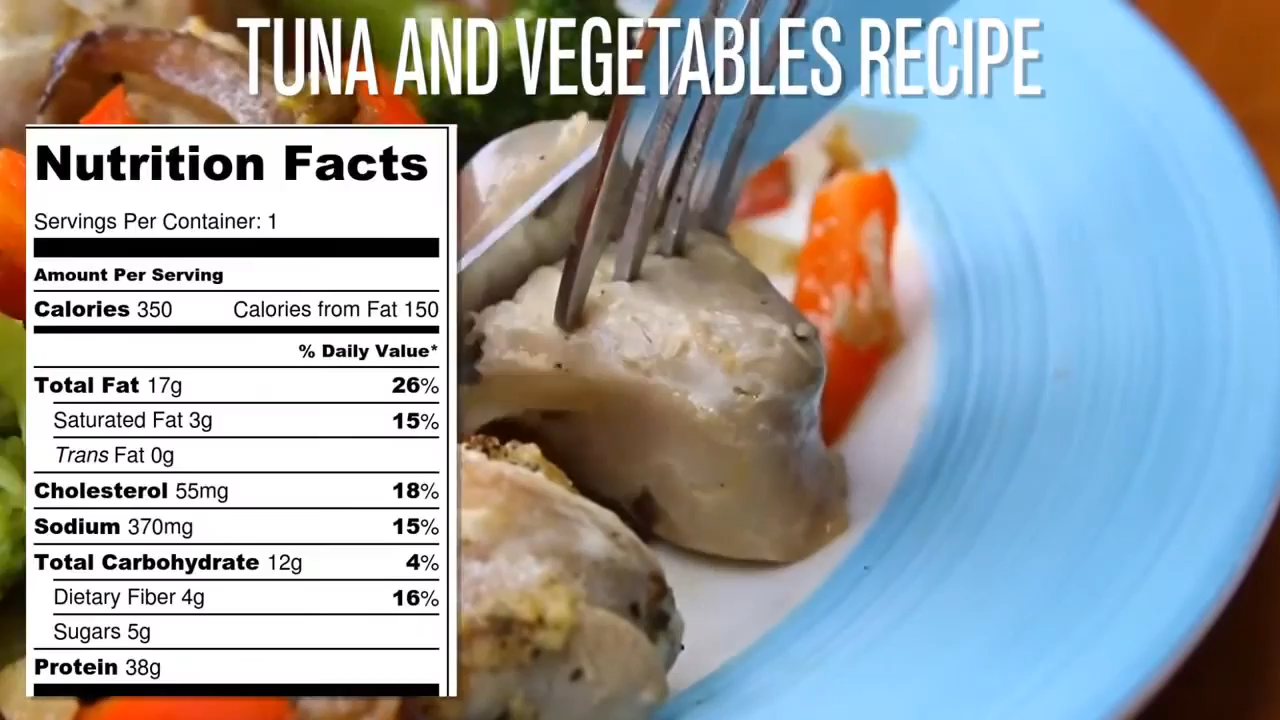 TUNA AND VEGETABLES RECIPE
Nutrition Facts
Servings Per Container: 1
Amount Per Serving
Calories 350 Calories from Fat 150
% Daily Value*
Total Fat 17g 26%
Saturated Fat 3g 15%
Trans Fat 0g
Cholesterol 55mg 18%
Sodium 370mg 15%
Total Carbohydrate 12g 4%
Dietary Fiber 4g 16%
Sugars 5g
Protein 38g